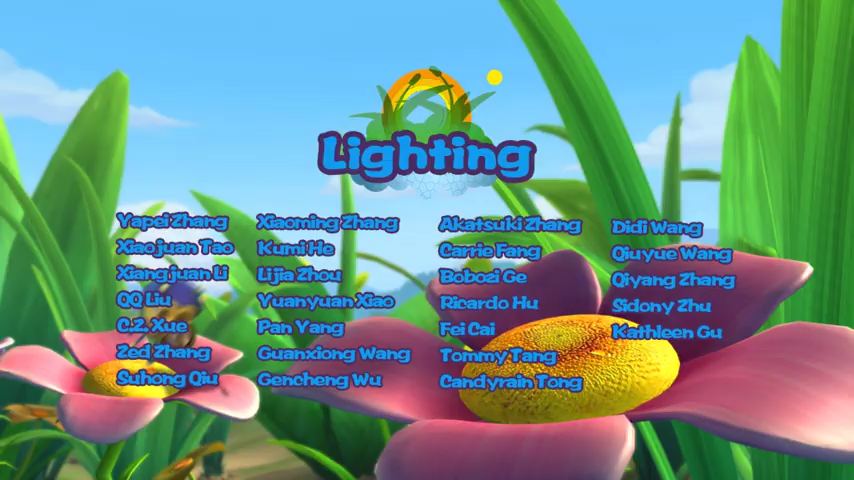 Lighting
Yapei Zhang
Xiaojuan Tao
Xiangjuan Li
QQ Liu
C.Z. Xue
Zed Zhang
Suhong Qiu
Xiaoming Zhang
Kumi He
Lijia Zhou
Yuanyuan Xiao
Pan Yang
Guanxiong Wang
Gencheng Wu
Akatsuki Zhang
Carrie Fang
Bobozi Ge
Ricardo Hu
Fei Cai
Tommy Tang
Candyrain Tong
Didi Wang
Qiuyue Wang
Qiyang Zhang
Sidony Zhu
Kathleen Gu